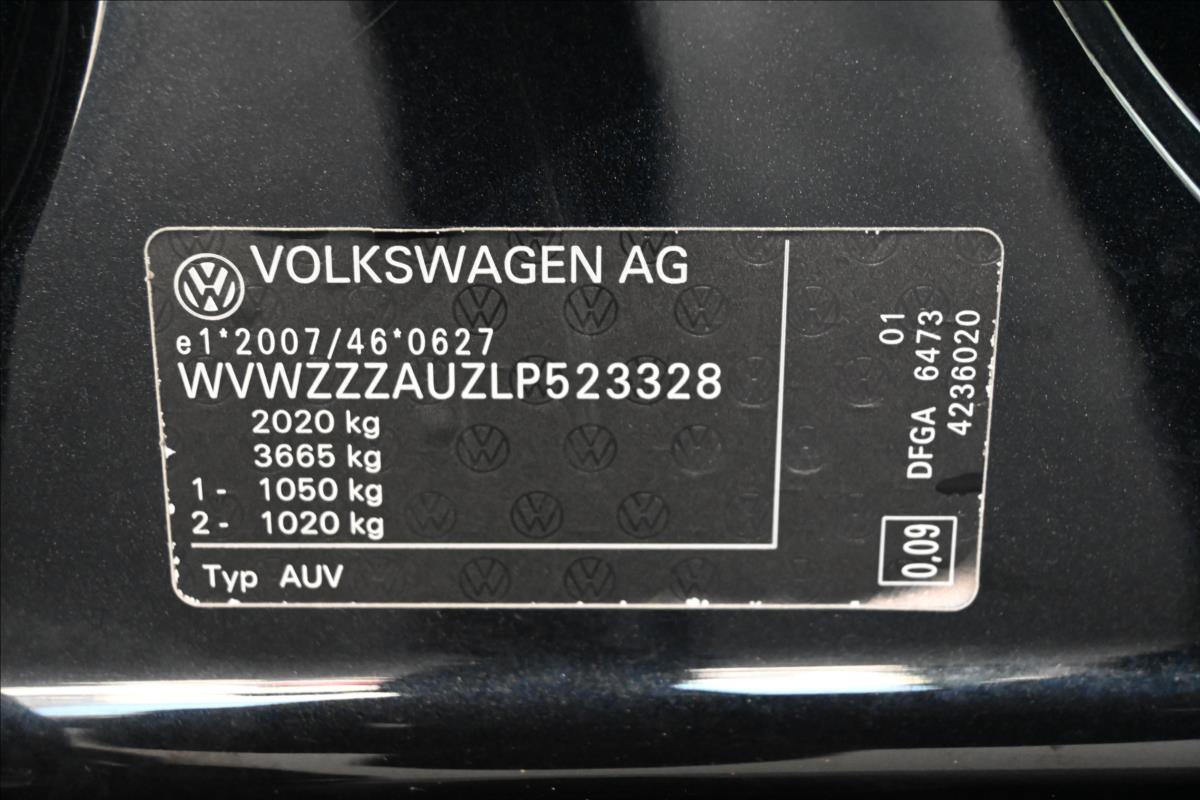 VOLKSWAGEN AG
e1*2007/46*0627
WVWZZZAUZLP523328
2020 kg
3665 kg
1- 1050 kg
2- 1020 kg
Typ AUV
01
DFGA 6473
4236020
0,09